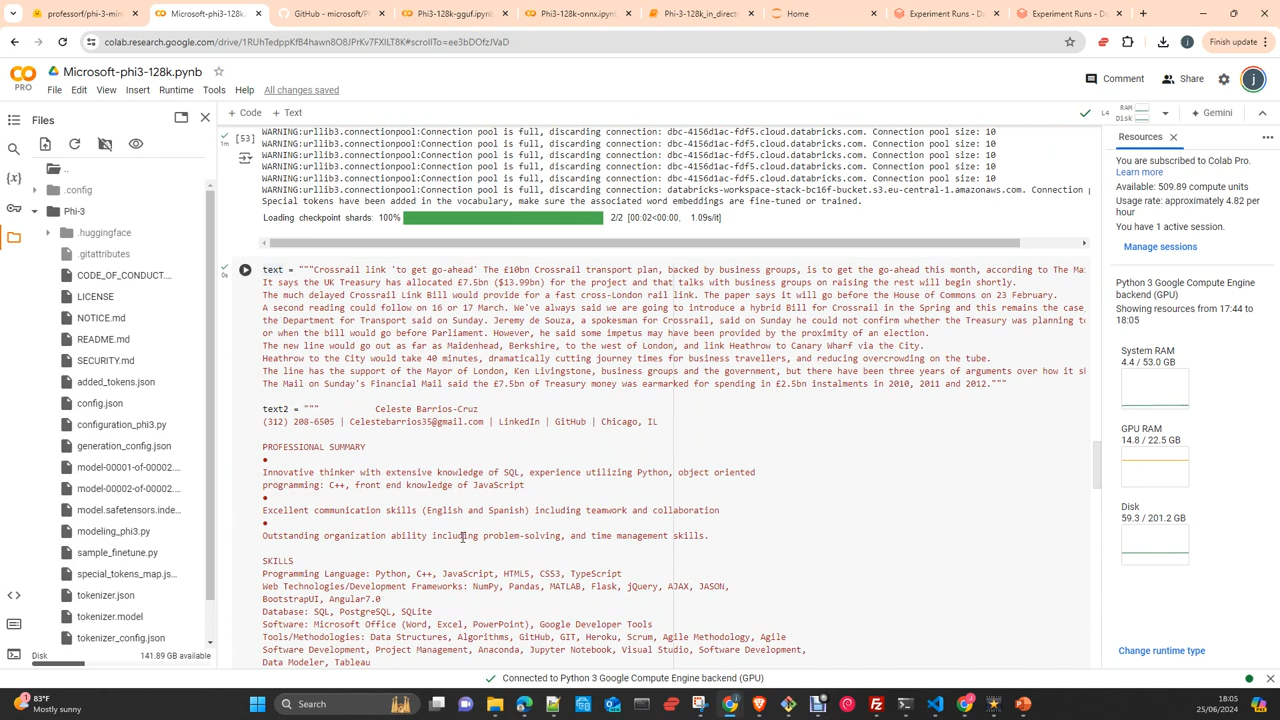 professorf/phi-3-min
Microsoft-phi3-128k.
GitHub - microsoft/P
Phi3-128k-gguf.ipynb
Phi3-128k-onnx.ipynb
Phi-3-128k_in_direct
Home
Experiment Runs - Da
Experiment Runs - Da
colab.research.google.com/drive/1RUhTedppKfB4hawn8O8JPrKv7FXlLT8K#scrollTo=ee3bDOfzJVaD
Finish update
PRO
Microsoft-phi3-128k.pynb
Comment
Share
File Edit View Insert Runtime Tools Help All changes saved
Files
+ Code + Text
L4
RAM
Disk
Gemini
..
.config
Phi-3
.huggingface
.gitattributes
CODE_OF_CONDUCT....
LICENSE
NOTICE.md
README.md
SECURITY.md
added_tokens.json
config.json
configuration_phi3.py
generation_config.json
model-00001-of-00002....
model-00002-of-00002....
model.safetensors.inde...
modeling_phi3.py
sample_finetune.py
special_tokens_map.js...
tokenizer.json
tokenizer.model
tokenizer_config.json
Disk 141.89 GB available
[53]
1m
WARNING:urllib3.connectionpool:Connection pool is full, discarding connection: dbc-4156d1ac-fdf5.cloud.databricks.com. Connection pool size: 10
WARNING:urllib3.connectionpool:Connection pool is full, discarding connection: dbc-4156d1ac-fdf5.cloud.databricks.com. Connection pool size: 10
WARNING:urllib3.connectionpool:Connection pool is full, discarding connection: dbc-4156d1ac-fdf5.cloud.databricks.com. Connection pool size: 10
WARNING:urllib3.connectionpool:Connection pool is full, discarding connection: dbc-4156d1ac-fdf5.cloud.databricks.com. Connection pool size: 10
WARNING:urllib3.connectionpool:Connection pool is full, discarding connection: dbc-4156d1ac-fdf5.cloud.databricks.com. Connection pool size: 10
WARNING:urllib3.connectionpool:Connection pool is full, discarding connection: databricks-workspace-stack-bc16f-bucket.s3.eu-central-1.amazonaws.com. Connection p
Special tokens have been added in the vocabulary, make sure the associated word embeddings are fine-tuned or trained.
Loading checkpoint shards: 100% 2/2 [00:02<00:00, 1.09s/it]
0s
text = """Crossrail link 'to get go-ahead' The £10bn Crossrail transport plan, backed by business groups, is to get the go-ahead this month, according to The Mai
It says the UK Treasury has allocated £7.5bn ($13.99bn) for the project and that talks with business groups on raising the rest will begin shortly.
The much delayed Crossrail Link Bill would provide for a fast cross-London rail link. The paper says it will go before the House of Commons on 23 February.
A second reading could follow on 16 or 17 March. We've always said we are going to introduce a hybrid Bill for Crossrail in the Spring and this remains the case
the Department for Transport said on Sunday. Jeremy de Souza, a spokesman for Crossrail, said on Sunday he could not confirm whether the Treasury was planning to
or when the bill would go before Parliament. However, he said some impetus may have been provided by the proximity of an election.
The new line would go out as far as Maidenhead, Berkshire, to the west of London, and link Heathrow to Canary Wharf via the City.
Heathrow to the City would take 40 minutes, dramatically cutting journey times for business travellers, and reducing overcrowding on the tube.
The line has the support of the Mayor of London, Ken Livingstone, business groups and the government, but there have been three years of arguments over how it sh
The Mail on Sunday's Financial Mail said the £7.5bn of Treasury money was earmarked for spending in £2.5bn instalments in 2010, 2011 and 2012."""
text2 = """ Celeste Barrios-Cruz
(312) 208-6505 | Celestebarrios35@gmail.com | LinkedIn | GitHub | Chicago, IL
PROFESSIONAL SUMMARY
●
Innovative thinker with extensive knowledge of SQL, experience utilizing Python, object oriented
programming: C++, front end knowledge of JavaScript
●
Excellent communication skills (English and Spanish) including teamwork and collaboration
●
Outstanding organization ability including problem-solving, and time management skills.
SKILLS
Programming Language: Python, C++, JavaScript, HTML5, CSS3, TypeScript
Web Technologies/Development Frameworks: NumPy, Pandas, MATLAB, Flask, jQuery, AJAX, JASON,
BootstrapUI, Angular7.0
Database: SQL, PostgreSQL, SQLite
Software: Microsoft Office (Word, Excel, PowerPoint), Google Developer Tools
Tools/Methodologies: Data Structures, Algorithms, GitHub, GIT, Heroku, Scrum, Agile Methodology, Agile
Software Development, Project Management, Anaconda, Jupyter Notebook, Visual Studio, Software Development,
Data Modeler, Tableau
Resources
You are subscribed to Colab Pro.
Learn more
Available: 509.89 compute units
Usage rate: approximately 4.82 per
hour
You have 1 active session.
Manage sessions
Python 3 Google Compute Engine
backend (GPU)
Showing resources from 17:44 to
18:05
System RAM
4.4 / 53.0 GB
GPU RAM
14.8 / 22.5 GB
Disk
59.3 / 201.2 GB
Change runtime type
Connected to Python 3 Google Compute Engine backend (GPU)
83°F
Mostly sunny
Search
18:05
25/06/2024